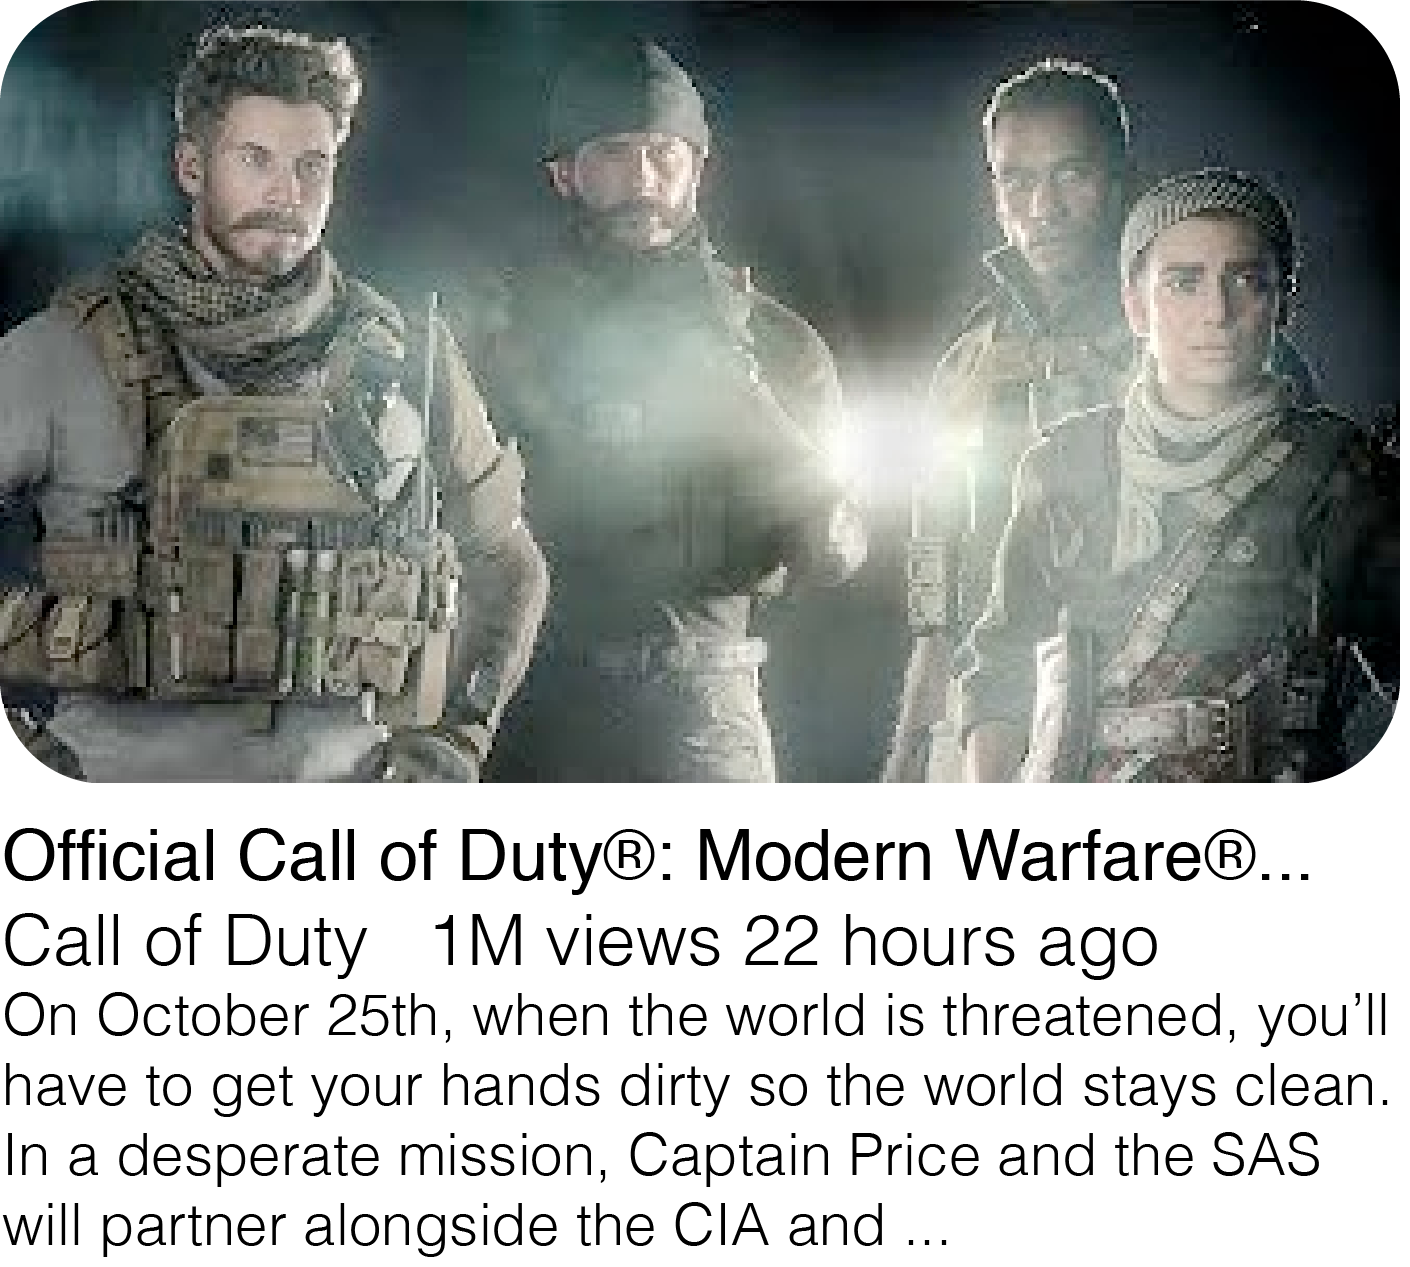 Official Call of Duty®: Modern Warfare®...
Call of Duty 1M views 22 hours ago
On October 25th, when the world is threatened, you’ll
have to get your hands dirty so the world stays clean.
In a desperate mission, Captain Price and the SAS
will partner alongside the CIA and ...